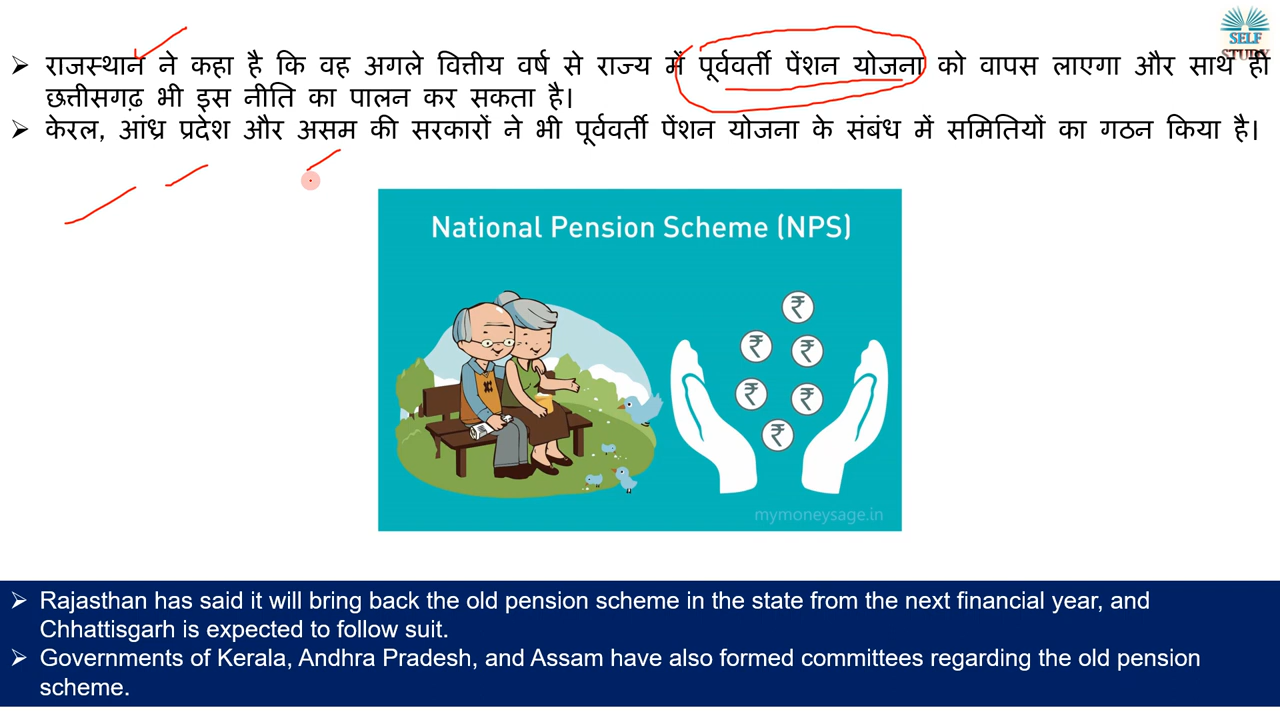 SELF
STUDY
➢ राजस्थान ने कहा है कि वह अगले वित्तीय वर्ष से राज्य में पूर्ववर्ती पेंशन योजना को वापस लाएगा और साथ ही
छत्तीसगढ़ भी इस नीति का पालन कर सकता है।
➢ केरल, आंध्र प्रदेश और असम की सरकारों ने भी पूर्ववर्ती पेंशन योजना के संबंध में समितियों का गठन किया है।
National Pension Scheme (NPS)
₹
₹ ₹
₹ ₹
₹
mymoneysage.in
➢ Rajasthan has said it will bring back the old pension scheme in the state from the next financial year, and
Chhattisgarh is expected to follow suit.
➢ Governments of Kerala, Andhra Pradesh, and Assam have also formed committees regarding the old pension
scheme.